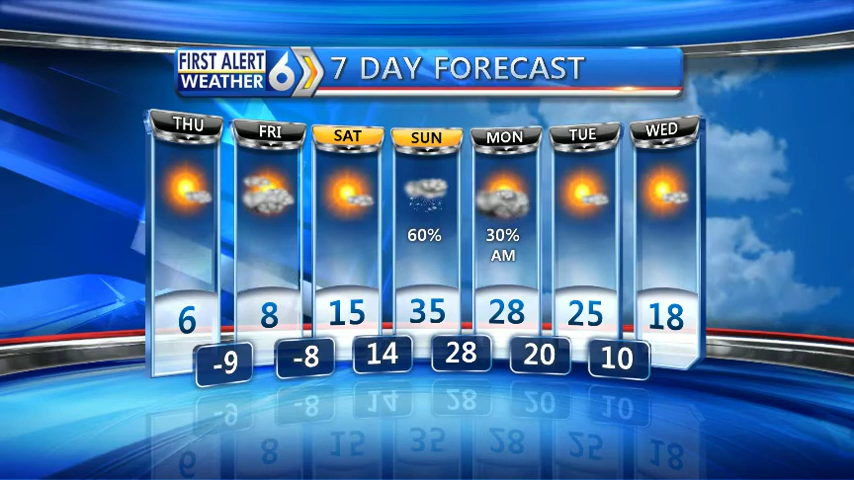 FIRST ALERT
WEATHER 6
7 DAY FORECAST
THU FRI SAT SUN MON TUE WED
60% 30%
AM
6 8 15 35 28 25 18
-9 -8 14 28 20 10